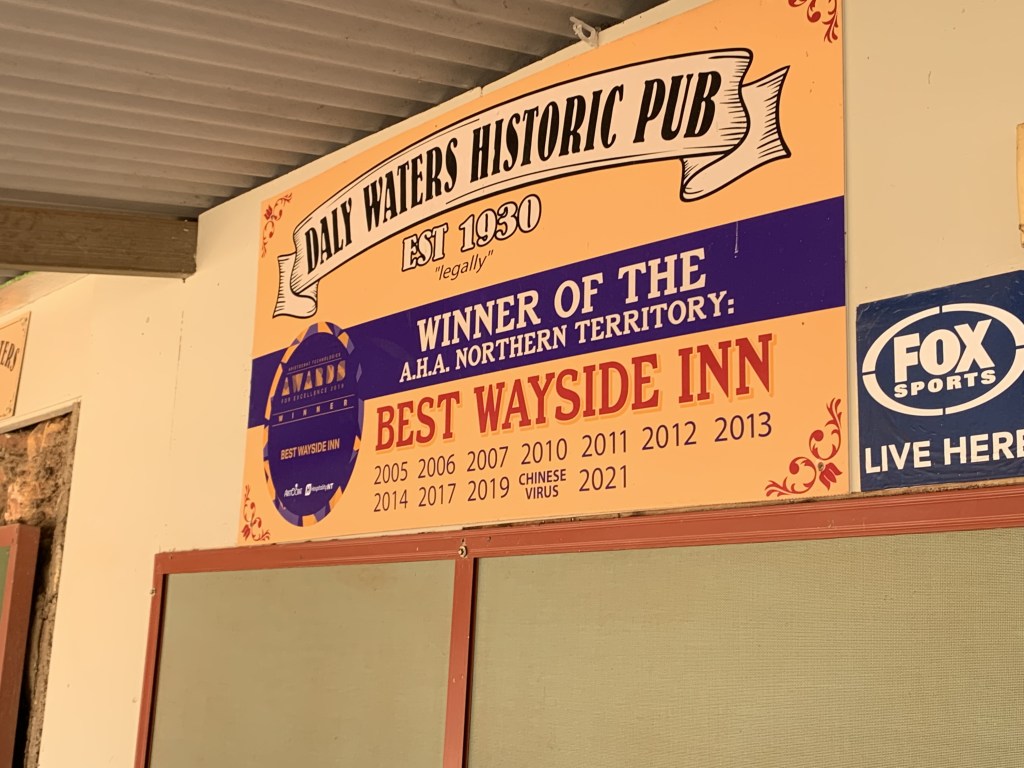 DALY WATERS HISTORIC PUB
EST 1930
"legally"
WINNER OF THE
A.H.A. NORTHERN TERRITORY:
BEST WAYSIDE INN
2005 2006 2007 2010 2011 2012 2013
2014 2017 2019 CHINESE VIRUS 2021
AWARDS
WINNER
BEST WAYSIDE INN
FOX
SPORTS
LIVE HERE